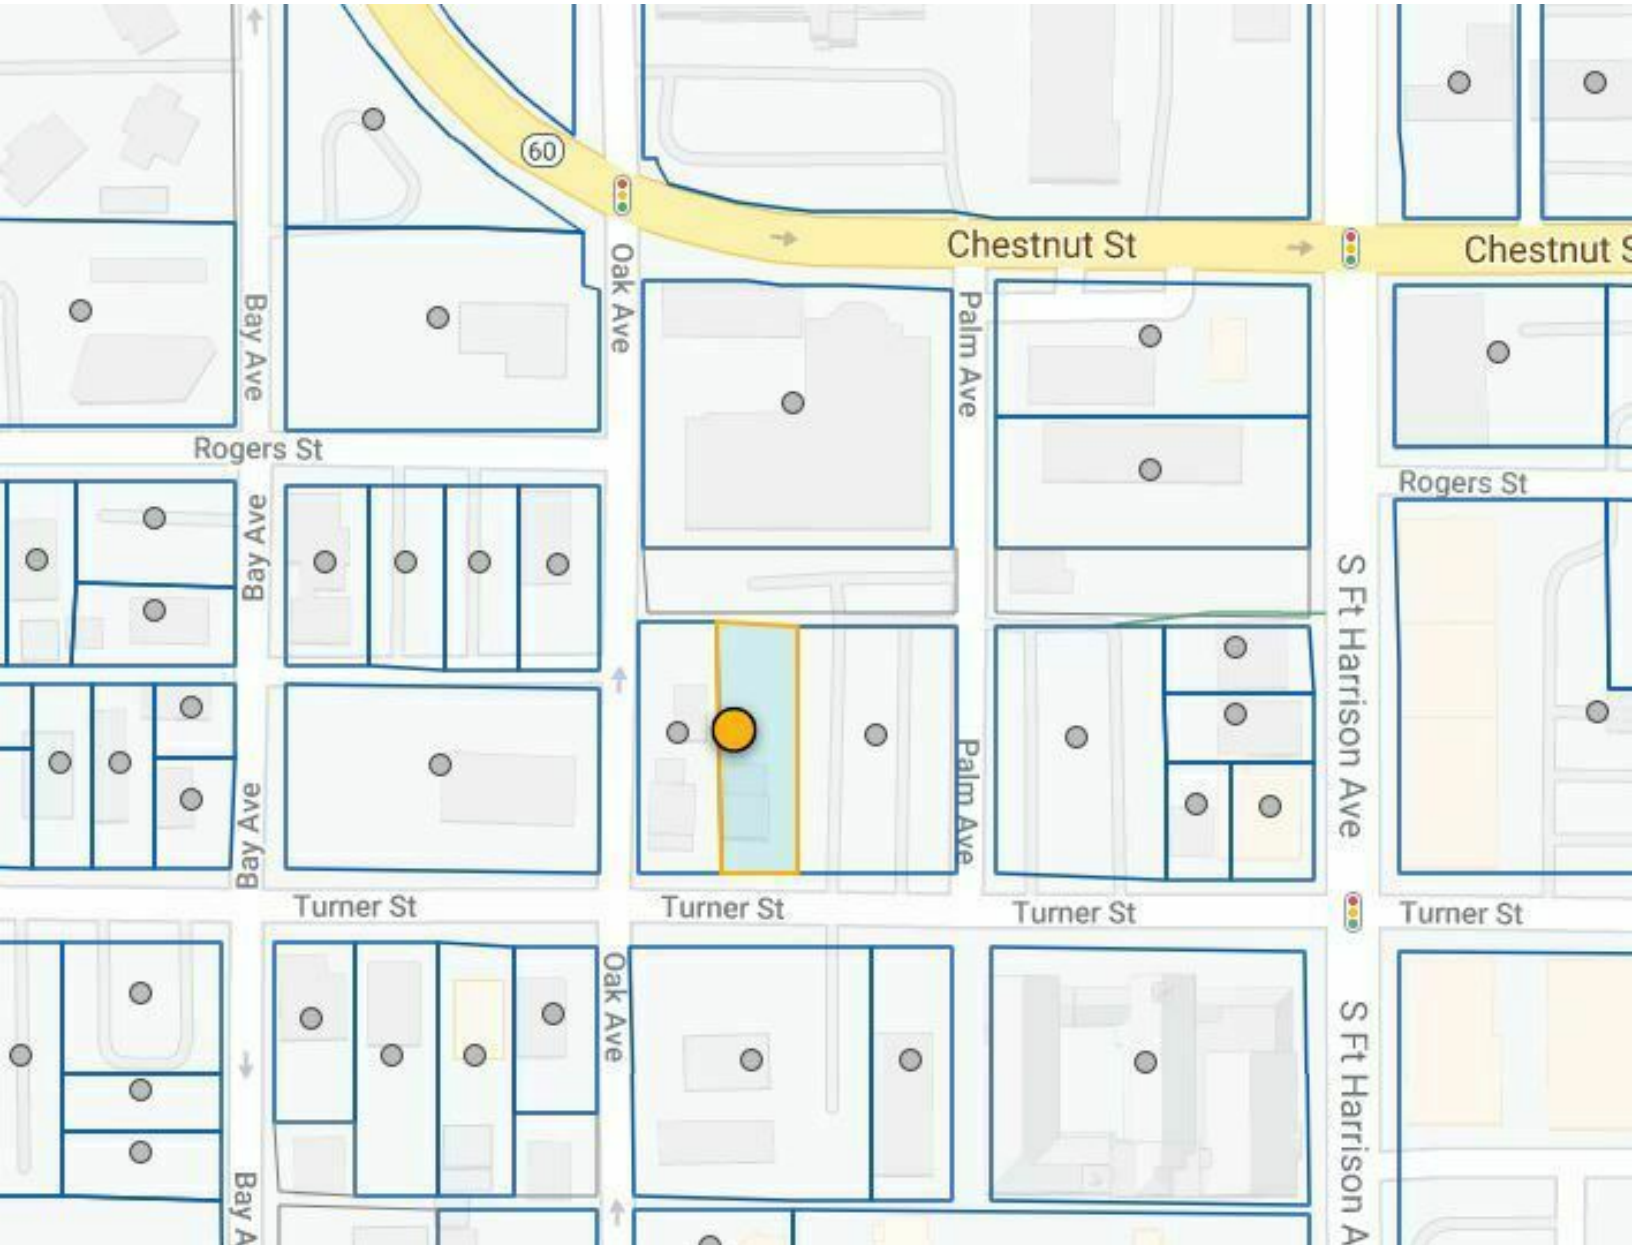 60
Chestnut St
Chestnut S
Oak Ave
Palm Ave
Bay Ave
Rogers St
Rogers St
Bay Ave
S Ft Harrison Ave
Palm Ave
Bay Ave
Turner St
Turner St
Turner St
Turner St
Oak Ave
S Ft Harrison A
Bay A